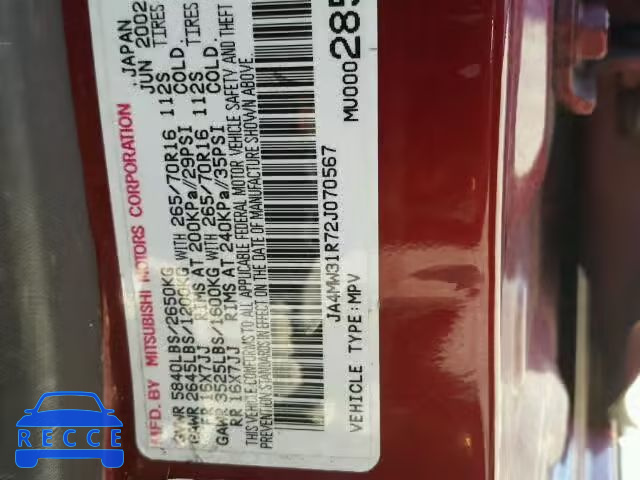 MFD BY MITSUBISHI MOTORS CORPORATION JAPAN
JUN 2002
GVWR 5840LBS/2650KG
GAWR 2645LBS/1200KG WITH 265/70R16 112S TIRES
FR 16X7JJ RIMS AT 200KPA//29PSI COLD.
GAWR 3525LBS/1600KG WITH 265/70R16 112S TIRES
RR 16X7JJ RIMS AT 240KPA//35PSI COLD.
THIS VEHICLE CONFORMS TO ALL APPLICABLE FEDERAL MOTOR VEHICLE SAFETY AND THEFT
PREVENTION STANDARDS IN EFFECT ON THE DATE OF MANUFACTURE SHOWN ABOVE.
JA4MW31R72J070567
VEHICLE TYPE:MPV
MU000285
RECCE